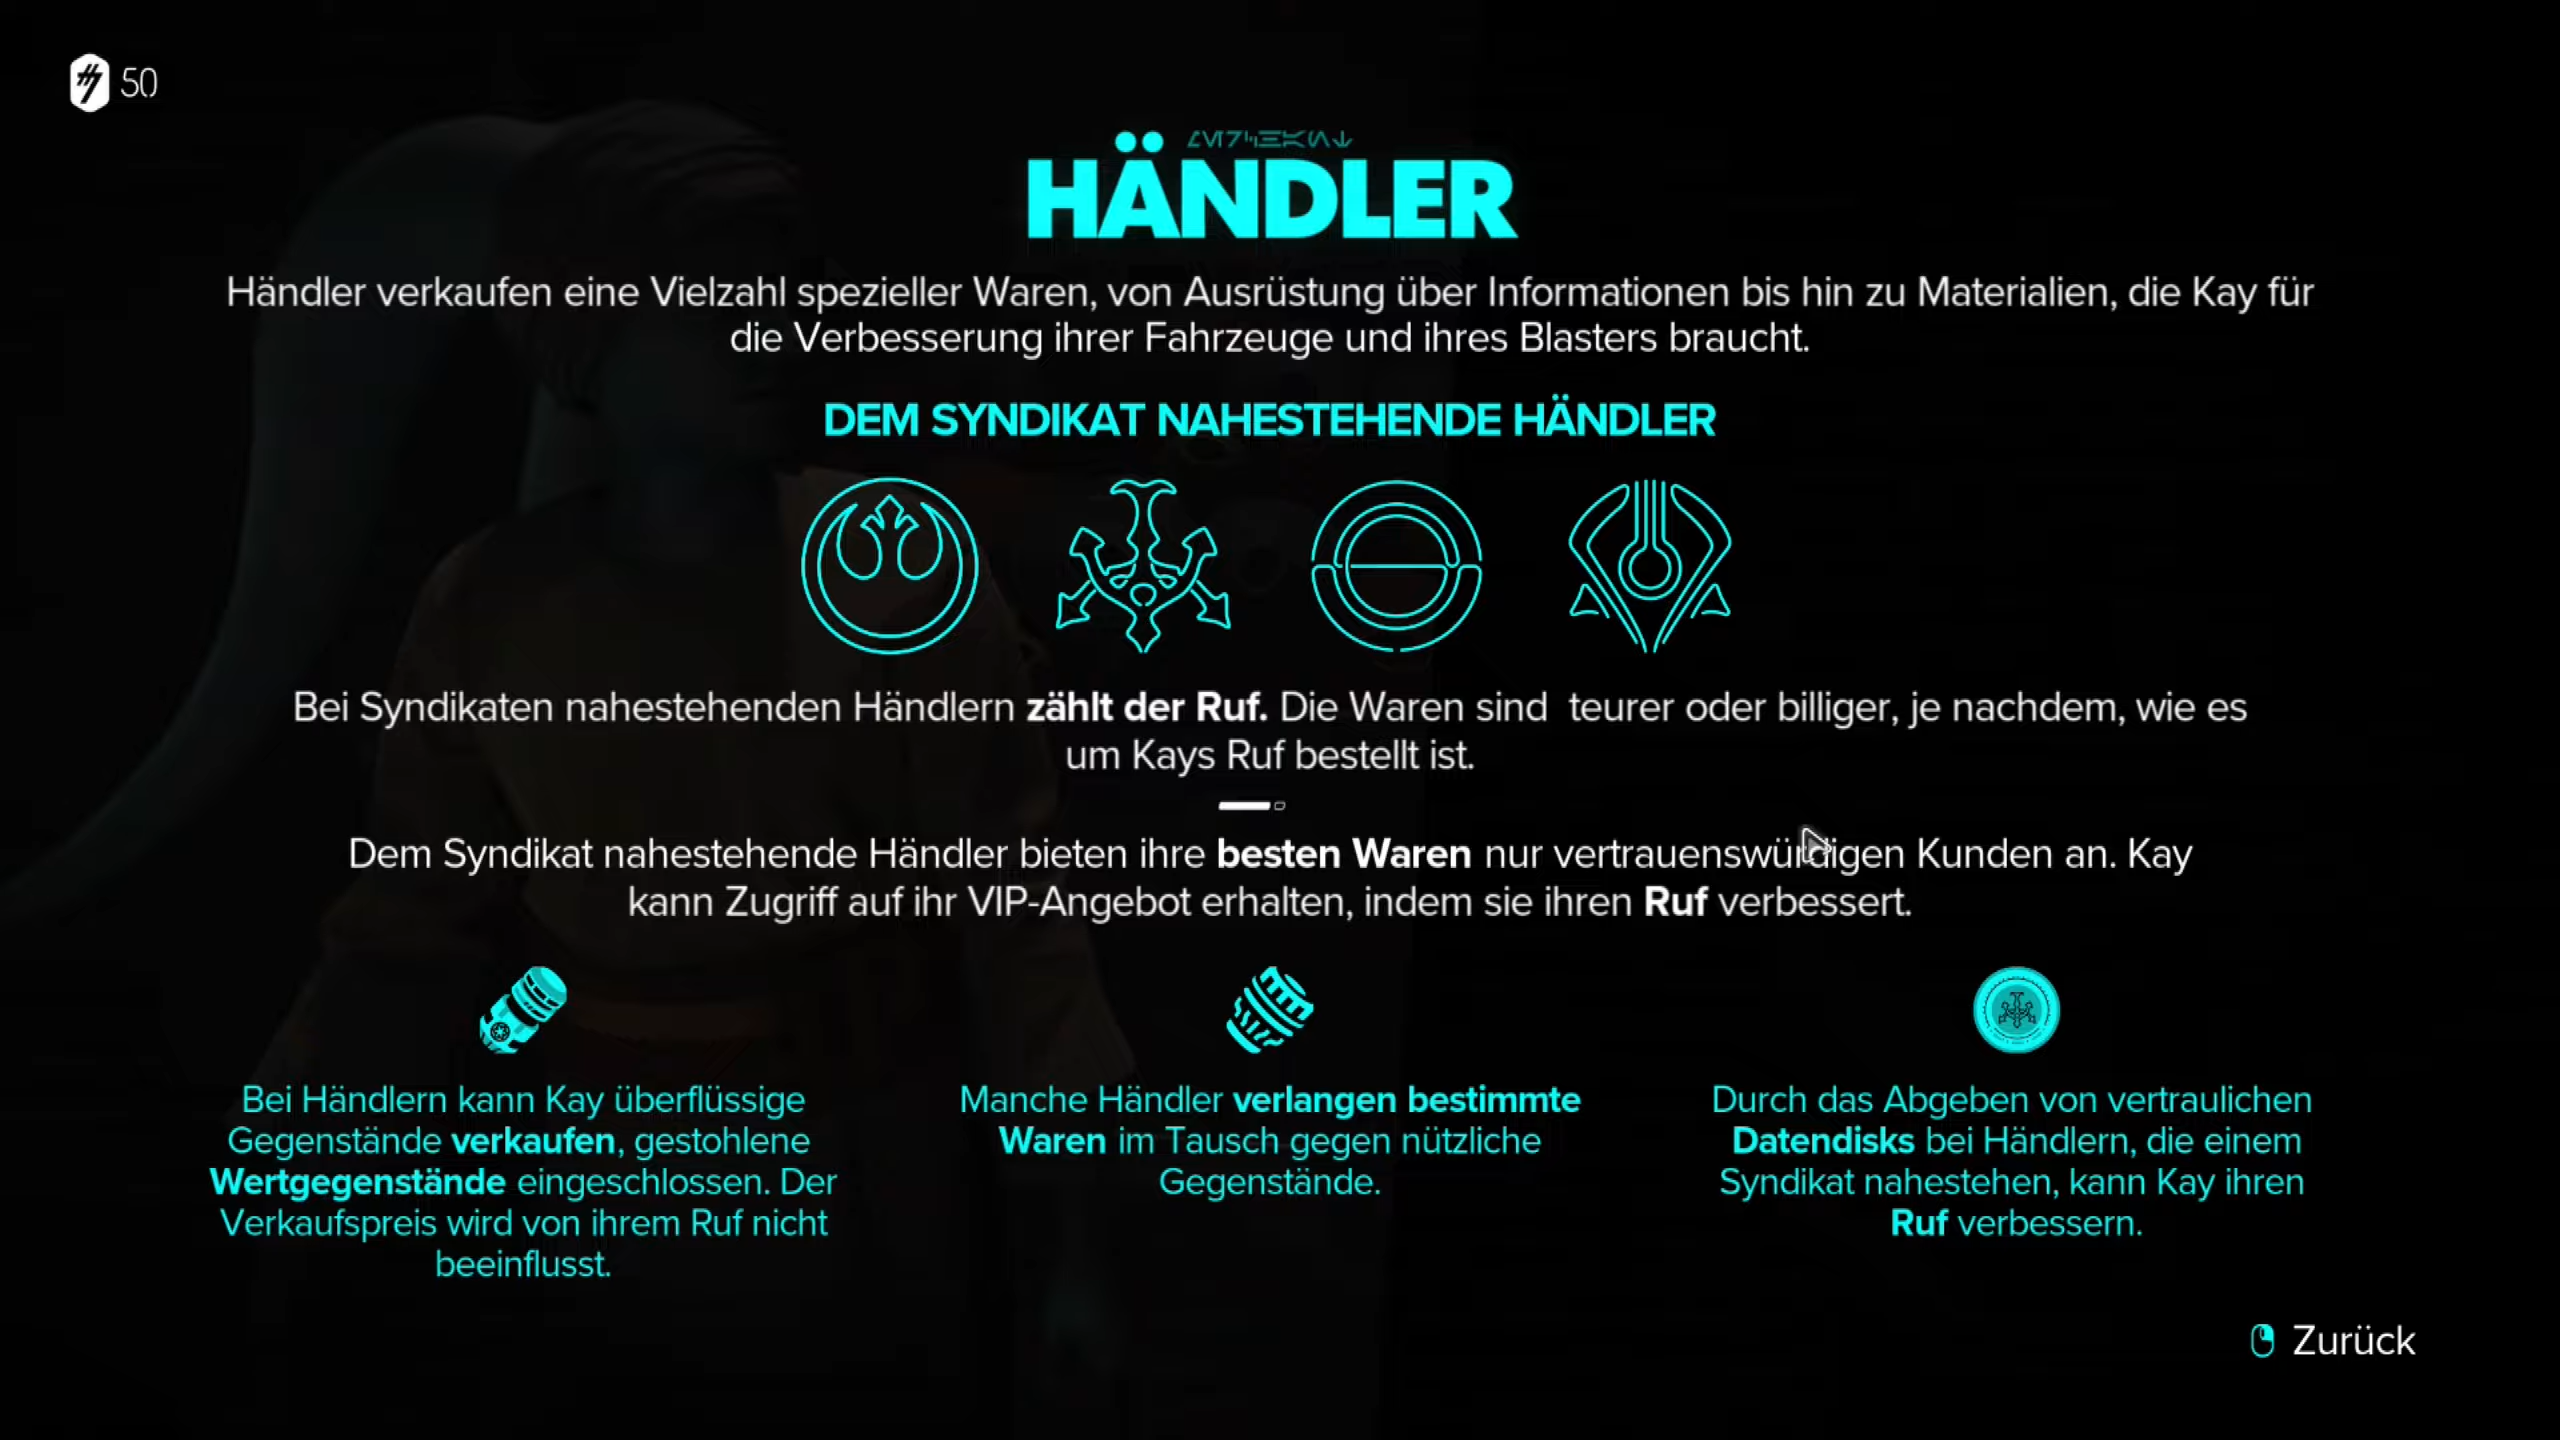 50
HÄNDLER
Händler verkaufen eine Vielzahl spezieller Waren, von Ausrüstung über Informationen bis hin zu Materialien, die Kay für
die Verbesserung ihrer Fahrzeuge und ihres Blasters braucht.
DEM SYNDIKAT NAHESTEHENDE HÄNDLER
Bei Syndikaten nahestehenden Händlern zählt der Ruf. Die Waren sind  teurer oder billiger, je nachdem, wie es
um Kays Ruf bestellt ist.
Dem Syndikat nahestehende Händler bieten ihre besten Waren nur vertrauenswürdigen Kunden an. Kay
kann Zugriff auf ihr VIP-Angebot erhalten, indem sie ihren Ruf verbessert.
Bei Händlern kann Kay überflüssige
Gegenstände verkaufen, gestohlene
Wertgegenstände eingeschlossen. Der
Verkaufspreis wird von ihrem Ruf nicht
beeinflusst.
Manche Händler verlangen bestimmte
Waren im Tausch gegen nützliche
Gegenstände.
Durch das Abgeben von vertraulichen
Datendisks bei Händlern, die einem
Syndikat nahestehen, kann Kay ihren
Ruf verbessern.
Zurück